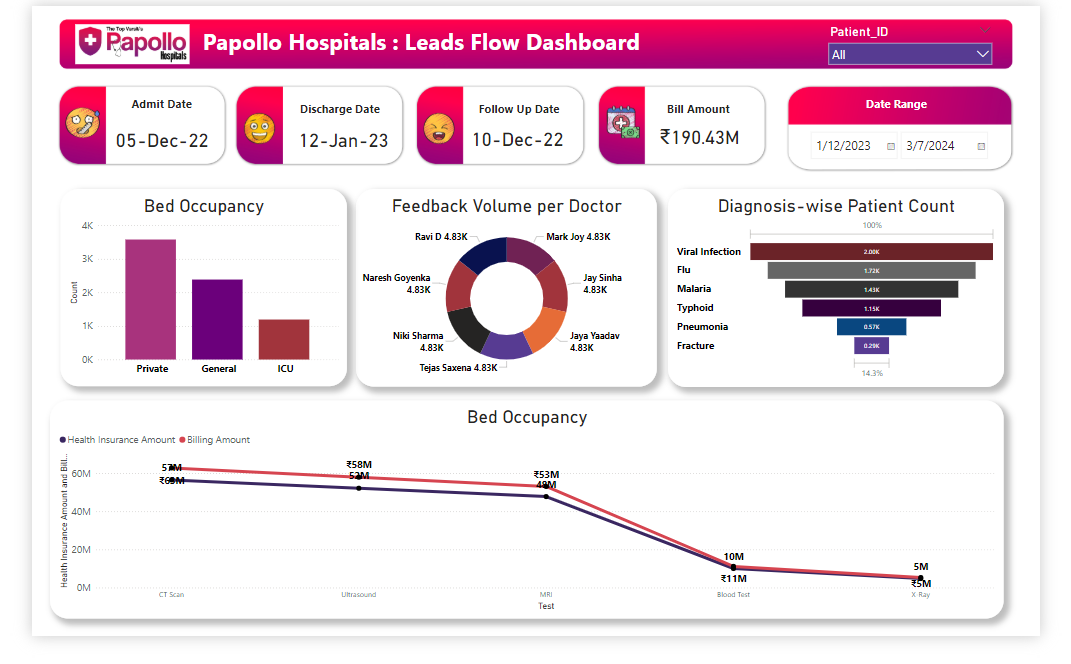 The Top Varsik's
Papollo
Hospitals
Papollo Hospitals : Leads Flow Dashboard
Patient_ID
All
Admit Date
05-Dec-22
Discharge Date
12-Jan-23
Follow Up Date
10-Dec-22
Bill Amount
₹190.43M
Date Range
1/12/2023
3/7/2024
Bed Occupancy
4K
3K
2K
1K
0K
Count
Private
General
ICU
Feedback Volume per Doctor
Ravi D 4.83K
Mark Joy 4.83K
Naresh Goyenka
4.83K
Jay Sinha
4.83K
Niki Sharma
4.83K
Jaya Yaadav
4.83K
Tejas Saxena 4.83K
Diagnosis-wise Patient Count
100%
Viral Infection
2.00K
Flu
1.72K
Malaria
1.43K
Typhoid
1.15K
Pneumonia
0.57K
Fracture
0.29K
14.3%
Bed Occupancy
Health Insurance Amount
Billing Amount
Health Insurance Amount and Bill...
60M
40M
20M
0M
57M
₹63M
₹58M
52M
₹53M
48M
10M
₹11M
5M
₹5M
CT Scan
Ultrasound
MRI
Blood Test
X-Ray
Test